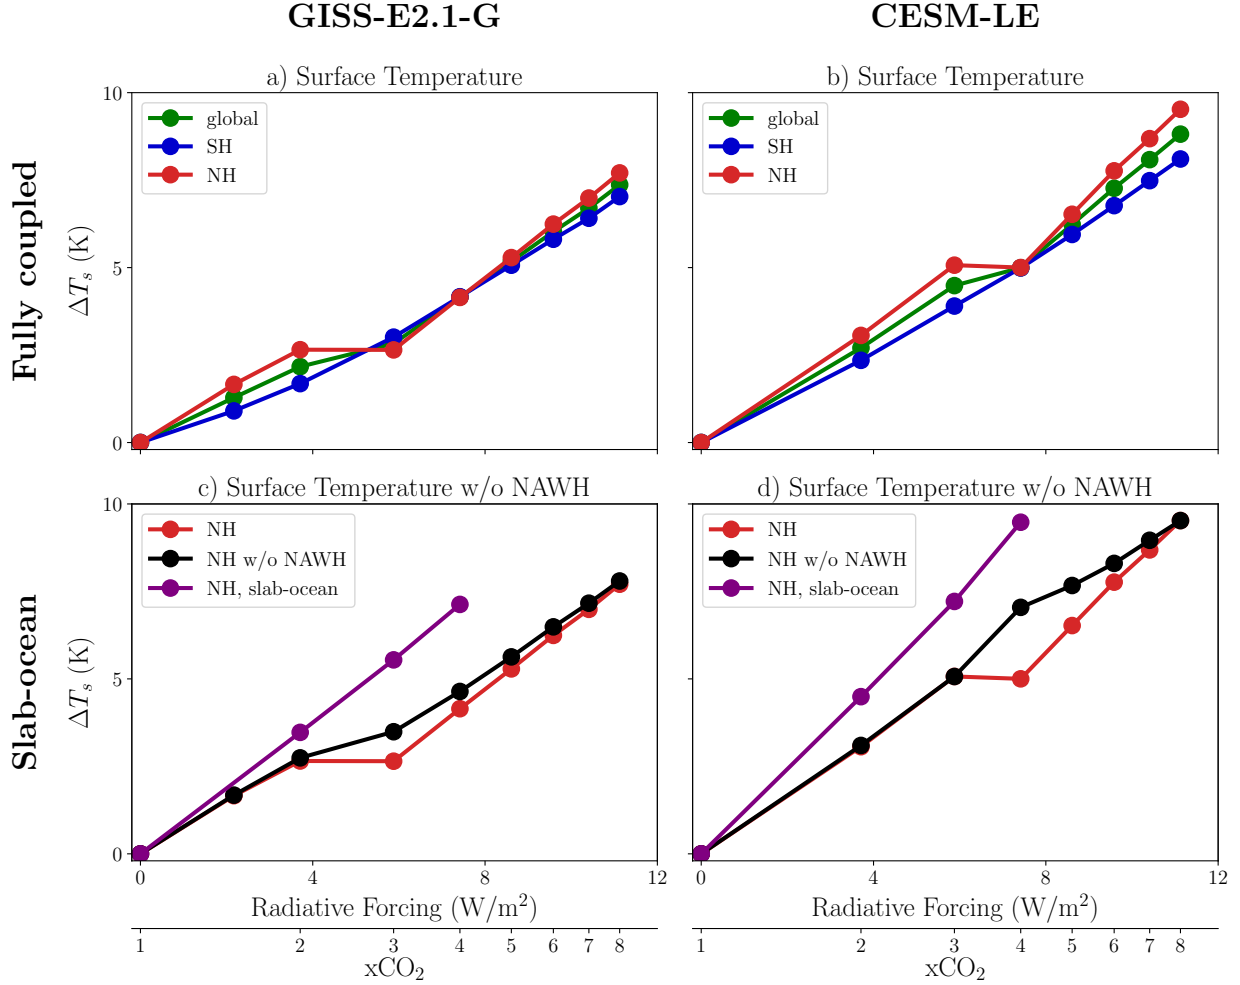 GISS-E2.1-G
CESM-LE
Fully coupled
a) Surface Temperature
10
5
0
ΔTₛ (K)
global
SH
NH
b) Surface Temperature
global
SH
NH
Slab-ocean
c) Surface Temperature w/o NAWH
10
5
0
ΔTₛ (K)
NH
NH w/o NAWH
NH, slab-ocean
0 4 8 12
Radiative Forcing (W/m²)
1 2 3 4 5 6 7 8
xCO₂
d) Surface Temperature w/o NAWH
NH
NH w/o NAWH
NH, slab-ocean
0 4 8 12
Radiative Forcing (W/m²)
1 2 3 4 5 6 7 8
xCO₂